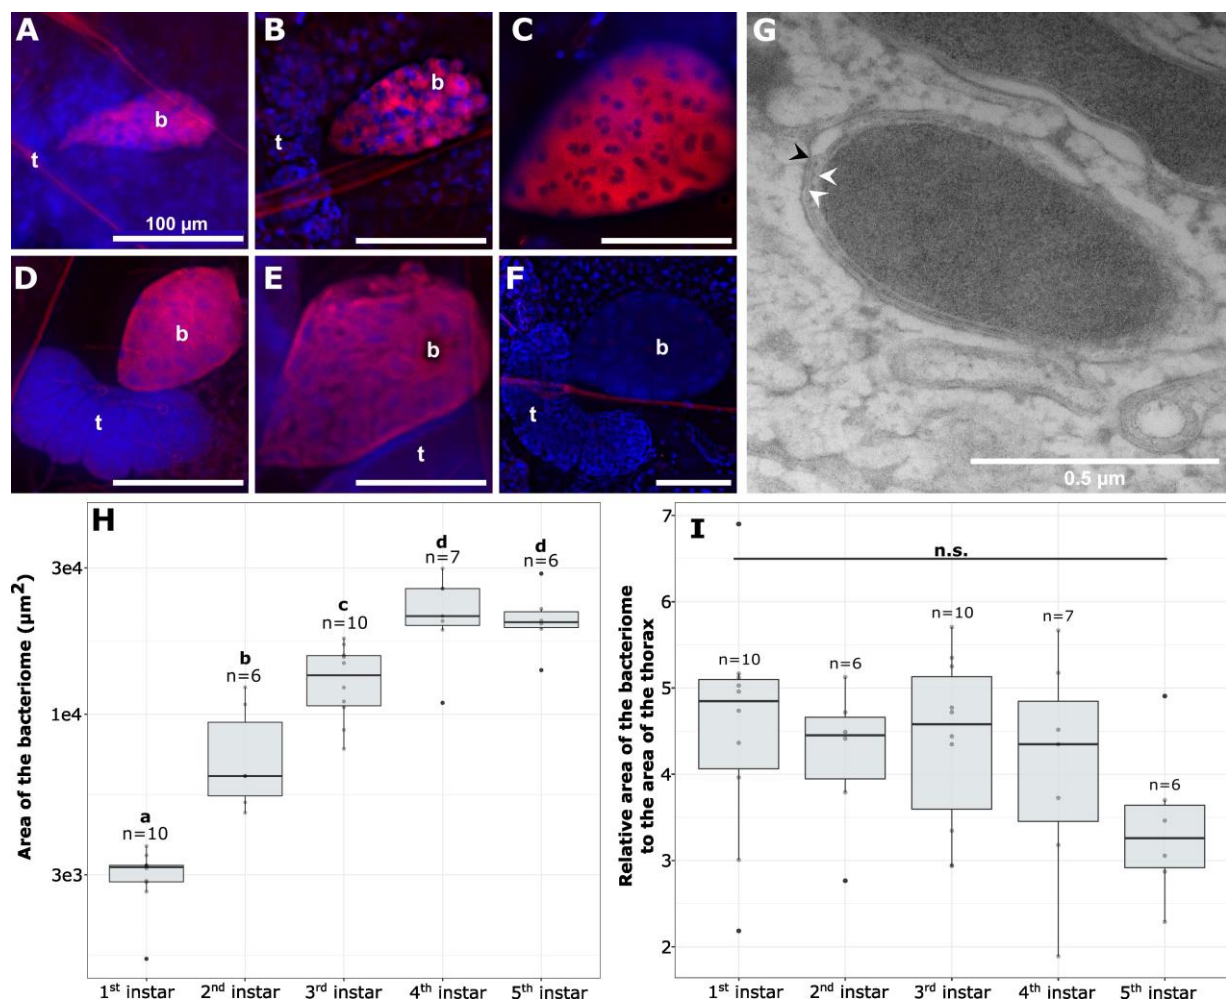 A
b
t
100 µm
B
b
t
C
D
b
t
E
b
t
F
b
t
G
0.5 µm
H
Area of the bacteriome (µm²)
3e4
1e4
3e3
a
n=10
b
n=6
c
n=10
d
n=7
d
n=6
1st instar
2nd instar
3rd instar
4th instar
5th instar
I
Relative area of the bacteriome
to the area of the thorax
7
6
5
4
3
2
n.s.
n=10
n=6
n=10
n=7
n=6
1st instar
2nd instar
3rd instar
4th instar
5th instar